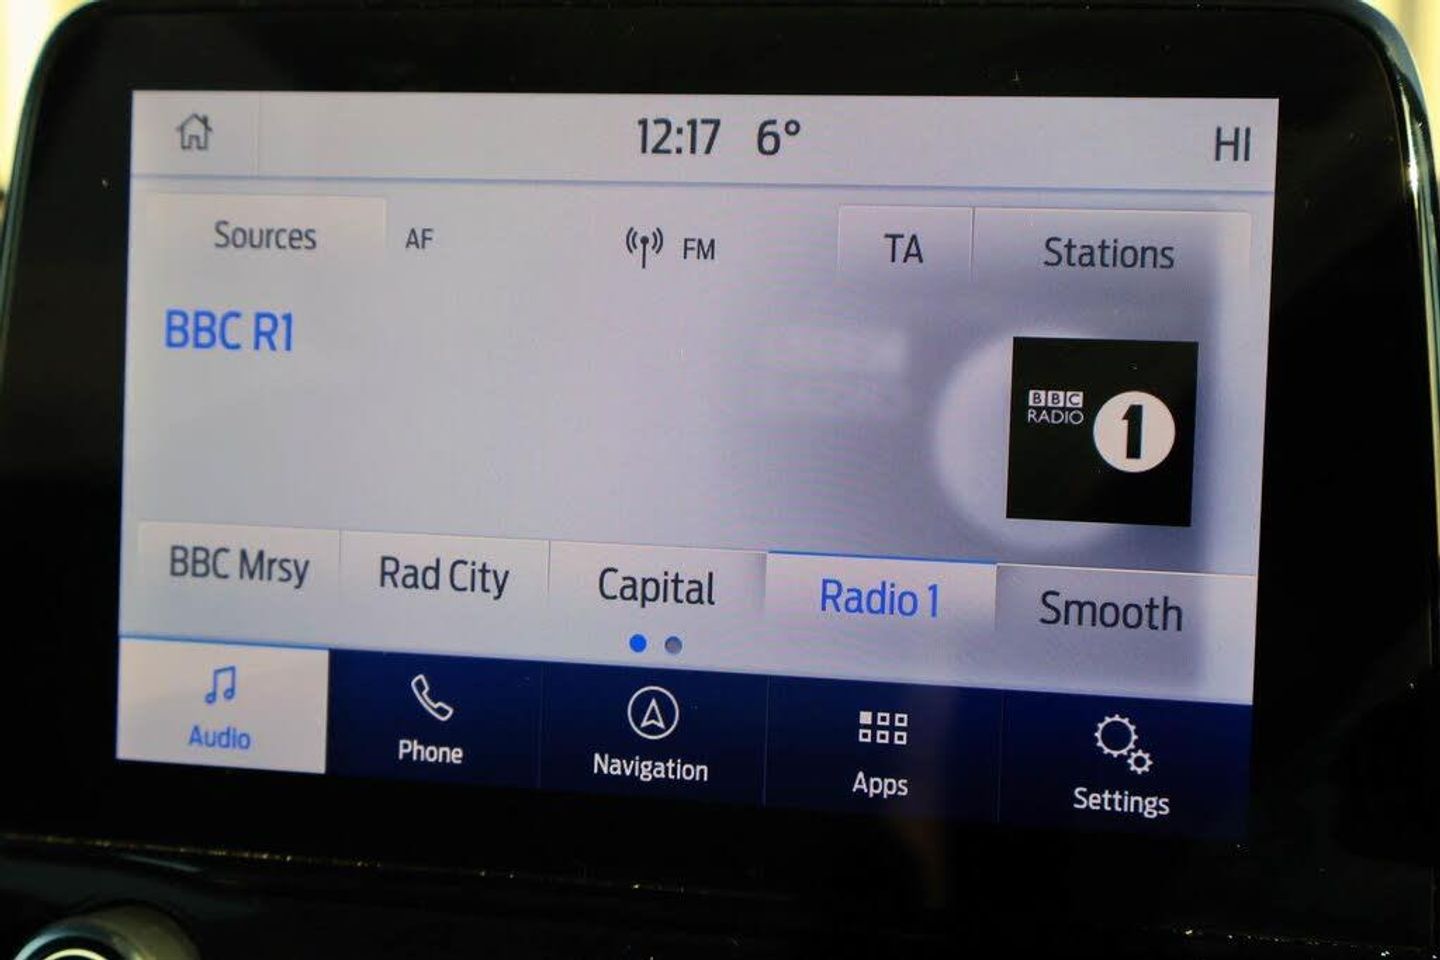 12:17 6° HI
Sources AF FM TA Stations
BBC R1
BBC
RADIO 1
BBC Mrsy Rad City Capital Radio 1 Smooth
Audio Phone Navigation Apps Settings